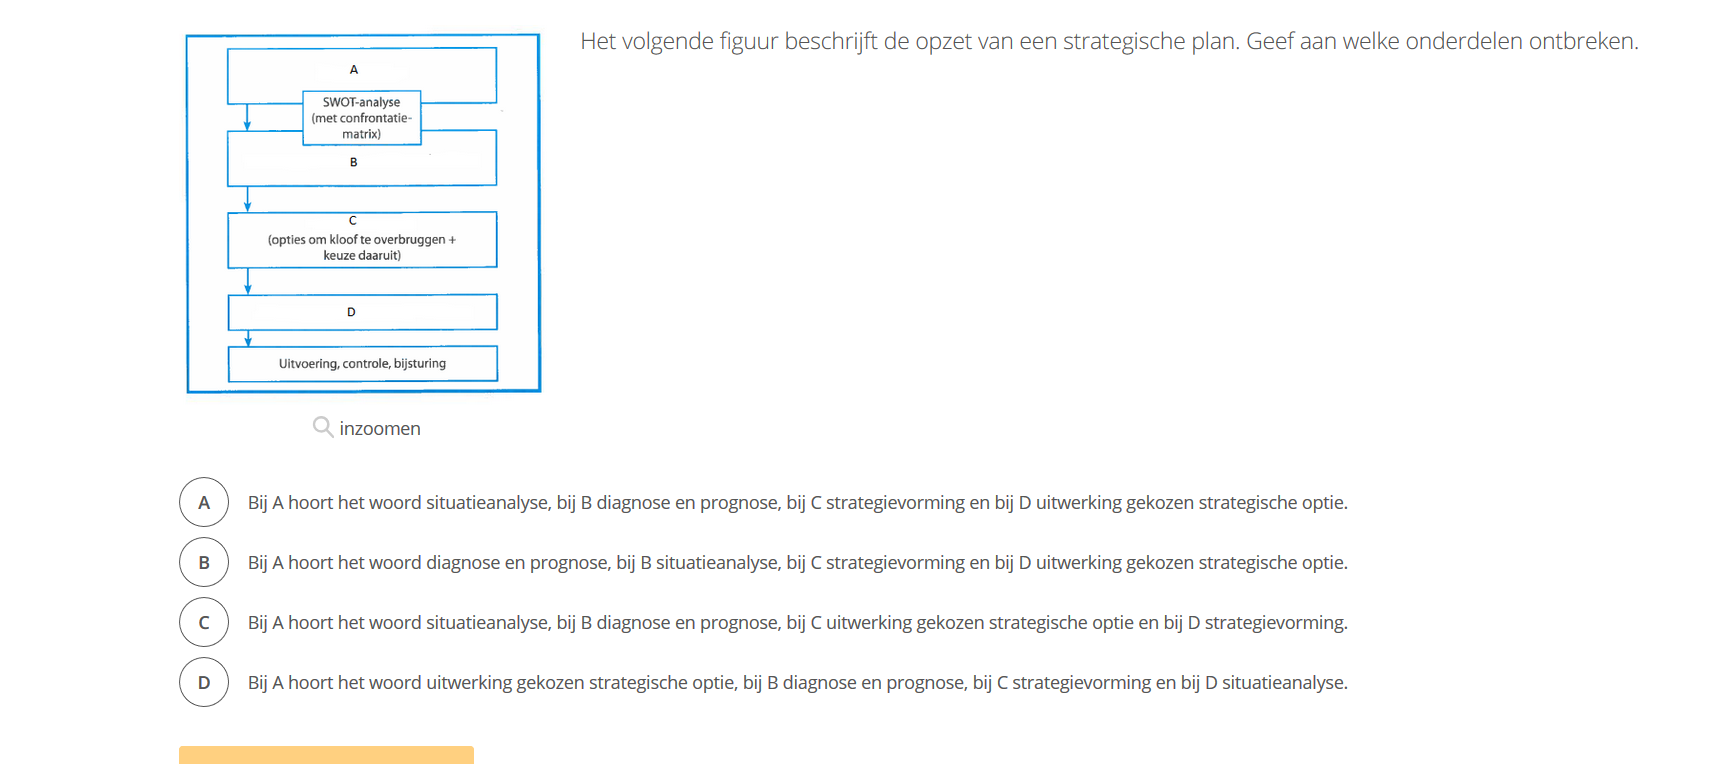 Het volgende figuur beschrijft de opzet van een strategische plan. Geef aan welke onderdelen ontbreken.
A
SWOT-analyse
(met confrontatie-
matrix)
B
C
(opties om kloof te overbruggen +
keuze daaruit)
D
Uitvoering, controle, bijsturing
inzoomen
A Bij A hoort het woord situatieanalyse, bij B diagnose en prognose, bij C strategievorming en bij D uitwerking gekozen strategische optie.
B Bij A hoort het woord diagnose en prognose, bij B situatieanalyse, bij C strategievorming en bij D uitwerking gekozen strategische optie.
C Bij A hoort het woord situatieanalyse, bij B diagnose en prognose, bij C uitwerking gekozen strategische optie en bij D strategievorming.
D Bij A hoort het woord uitwerking gekozen strategische optie, bij B diagnose en prognose, bij C strategievorming en bij D situatieanalyse.